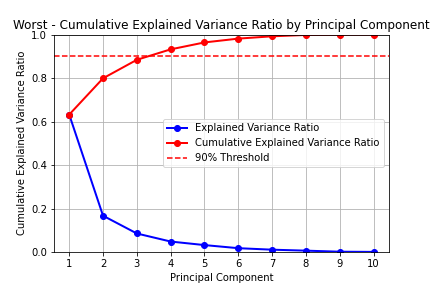 Worst - Cumulative Explained Variance Ratio by Principal Component
Cumulative Explained Variance Ratio
1.0
0.8
0.6
0.4
0.2
0.0
Explained Variance Ratio
Cumulative Explained Variance Ratio
90% Threshold
1 2 3 4 5 6 7 8 9 10
Principal Component